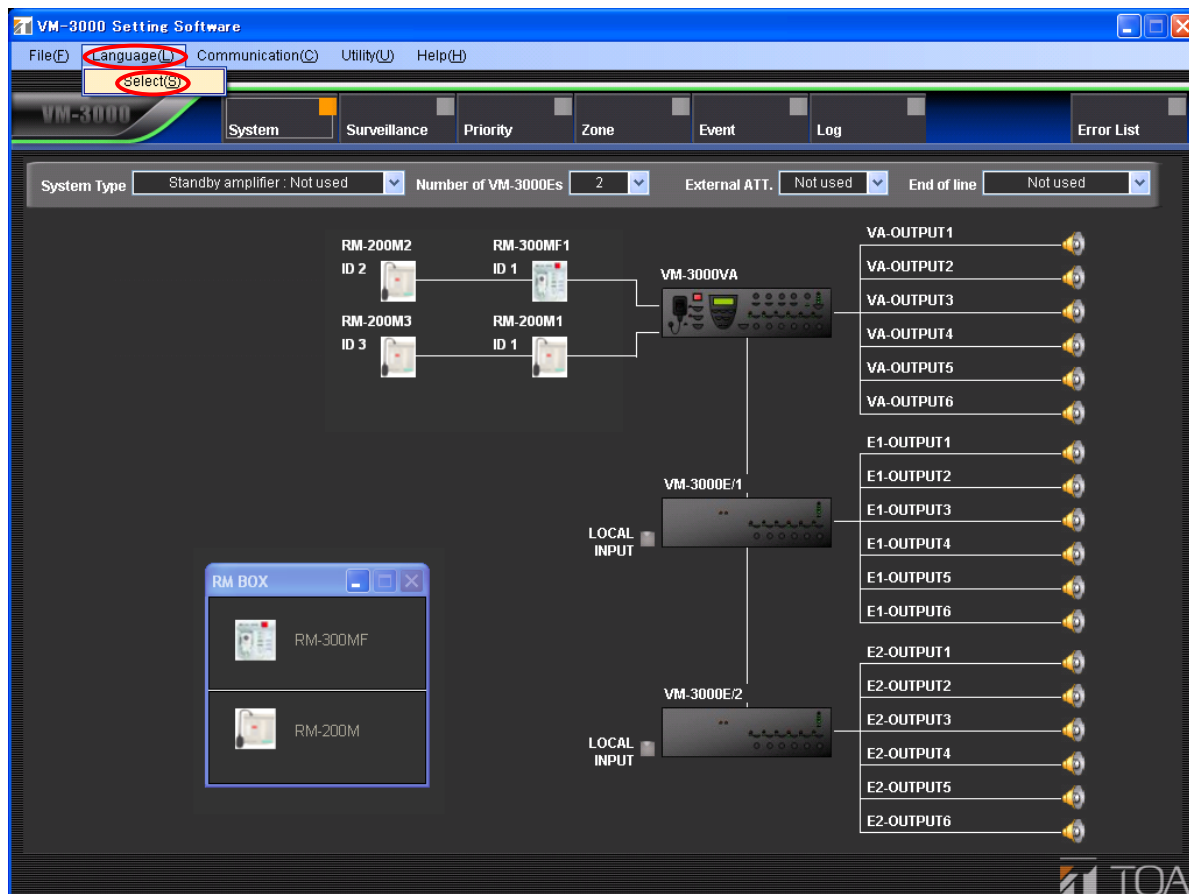 VM-3000 Setting Software
File(F) Language(L) Communication(C) Utility(U) Help(H)
Select(S)
VM-3000
System Surveillance Priority Zone Event Log Error List
System Type Standby amplifier : Not used Number of VM-3000Es 2 External ATT. Not used End of line Not used
RM-200M2 RM-300MF1
ID 2 ID 1
RM-200M3 RM-200M1
ID 3 ID 1
VM-3000VA
VA-OUTPUT1
VA-OUTPUT2
VA-OUTPUT3
VA-OUTPUT4
VA-OUTPUT5
VA-OUTPUT6
VM-3000E/1
LOCAL
INPUT
E1-OUTPUT1
E1-OUTPUT2
E1-OUTPUT3
E1-OUTPUT4
E1-OUTPUT5
E1-OUTPUT6
RM BOX
RM-300MF
RM-200M
VM-3000E/2
LOCAL
INPUT
E2-OUTPUT1
E2-OUTPUT2
E2-OUTPUT3
E2-OUTPUT4
E2-OUTPUT5
E2-OUTPUT6
TOA